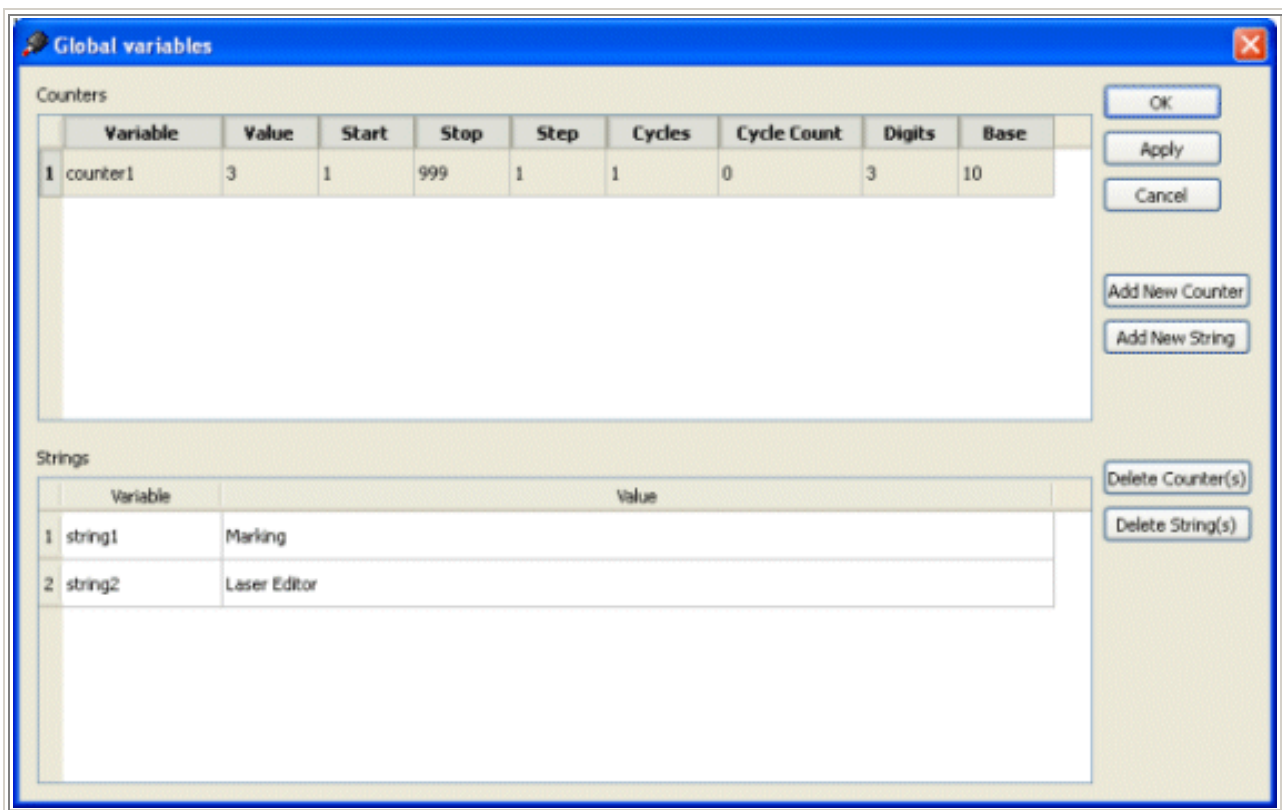 Global variables
Counters
OK
Variable Value Start Stop Step Cycles Cycle Count Digits Base
Apply
1 counter1 3 1 999 1 1 0 3 10
Cancel
Add New Counter
Add New String
Strings
Delete Counter(s)
Variable Value
Delete String(s)
1 string1 Marking
2 string2 Laser Editor